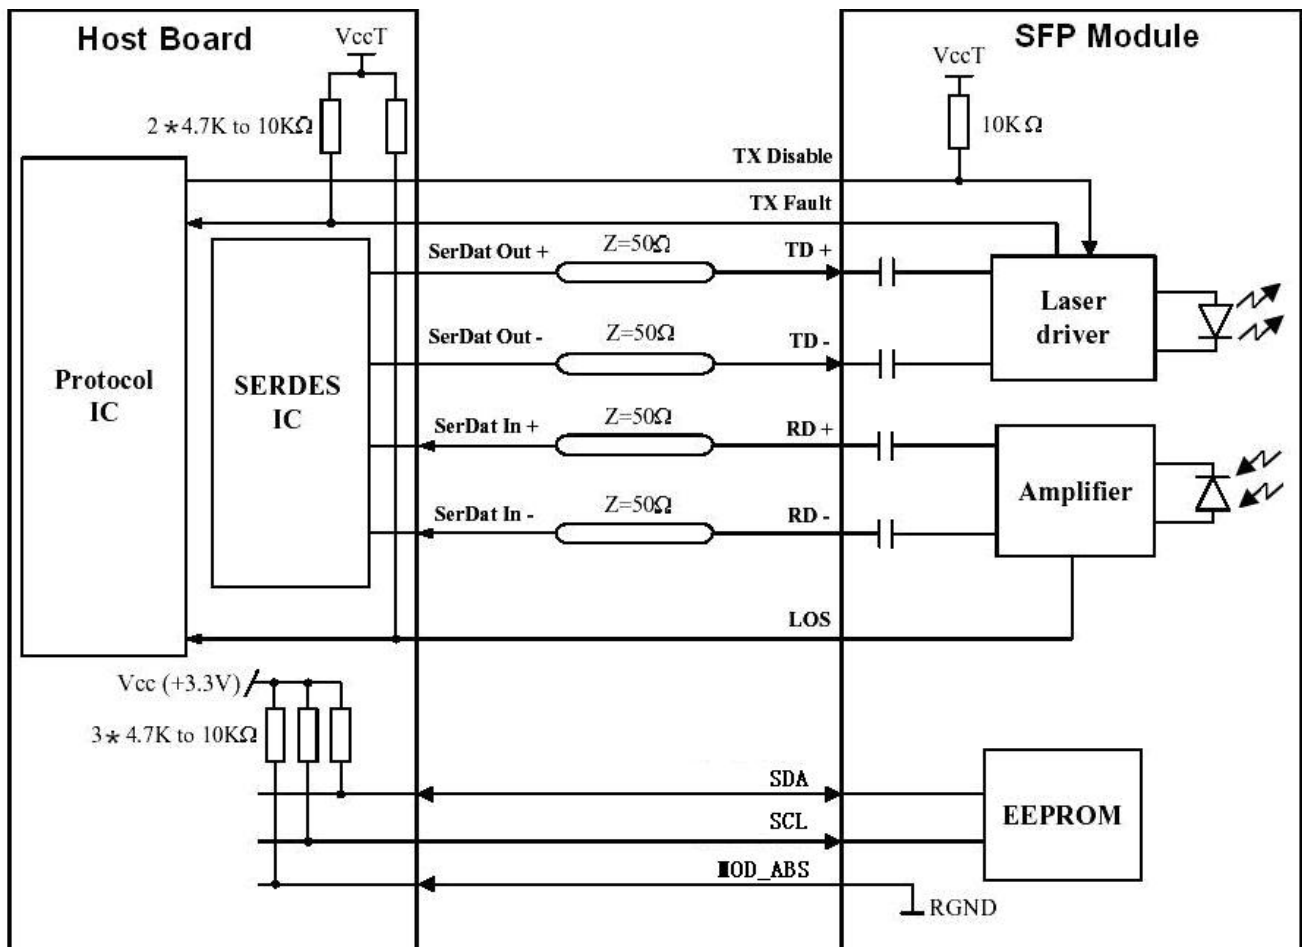 Host Board
SFP Module
VccT
VccT
2*4.7K to 10KΩ
10KΩ
TX Disable
TX Fault
SerDat Out +
Z=50Ω
TD +
Laser
driver
SerDat Out -
Z=50Ω
TD -
Protocol
IC
SERDES
IC
SerDat In +
Z=50Ω
RD +
Amplifier
SerDat In -
Z=50Ω
RD -
LOS
Vcc (+3.3V)
3*4.7K to 10KΩ
SDA
SCL
EEPROM
MOD_ABS
RGND